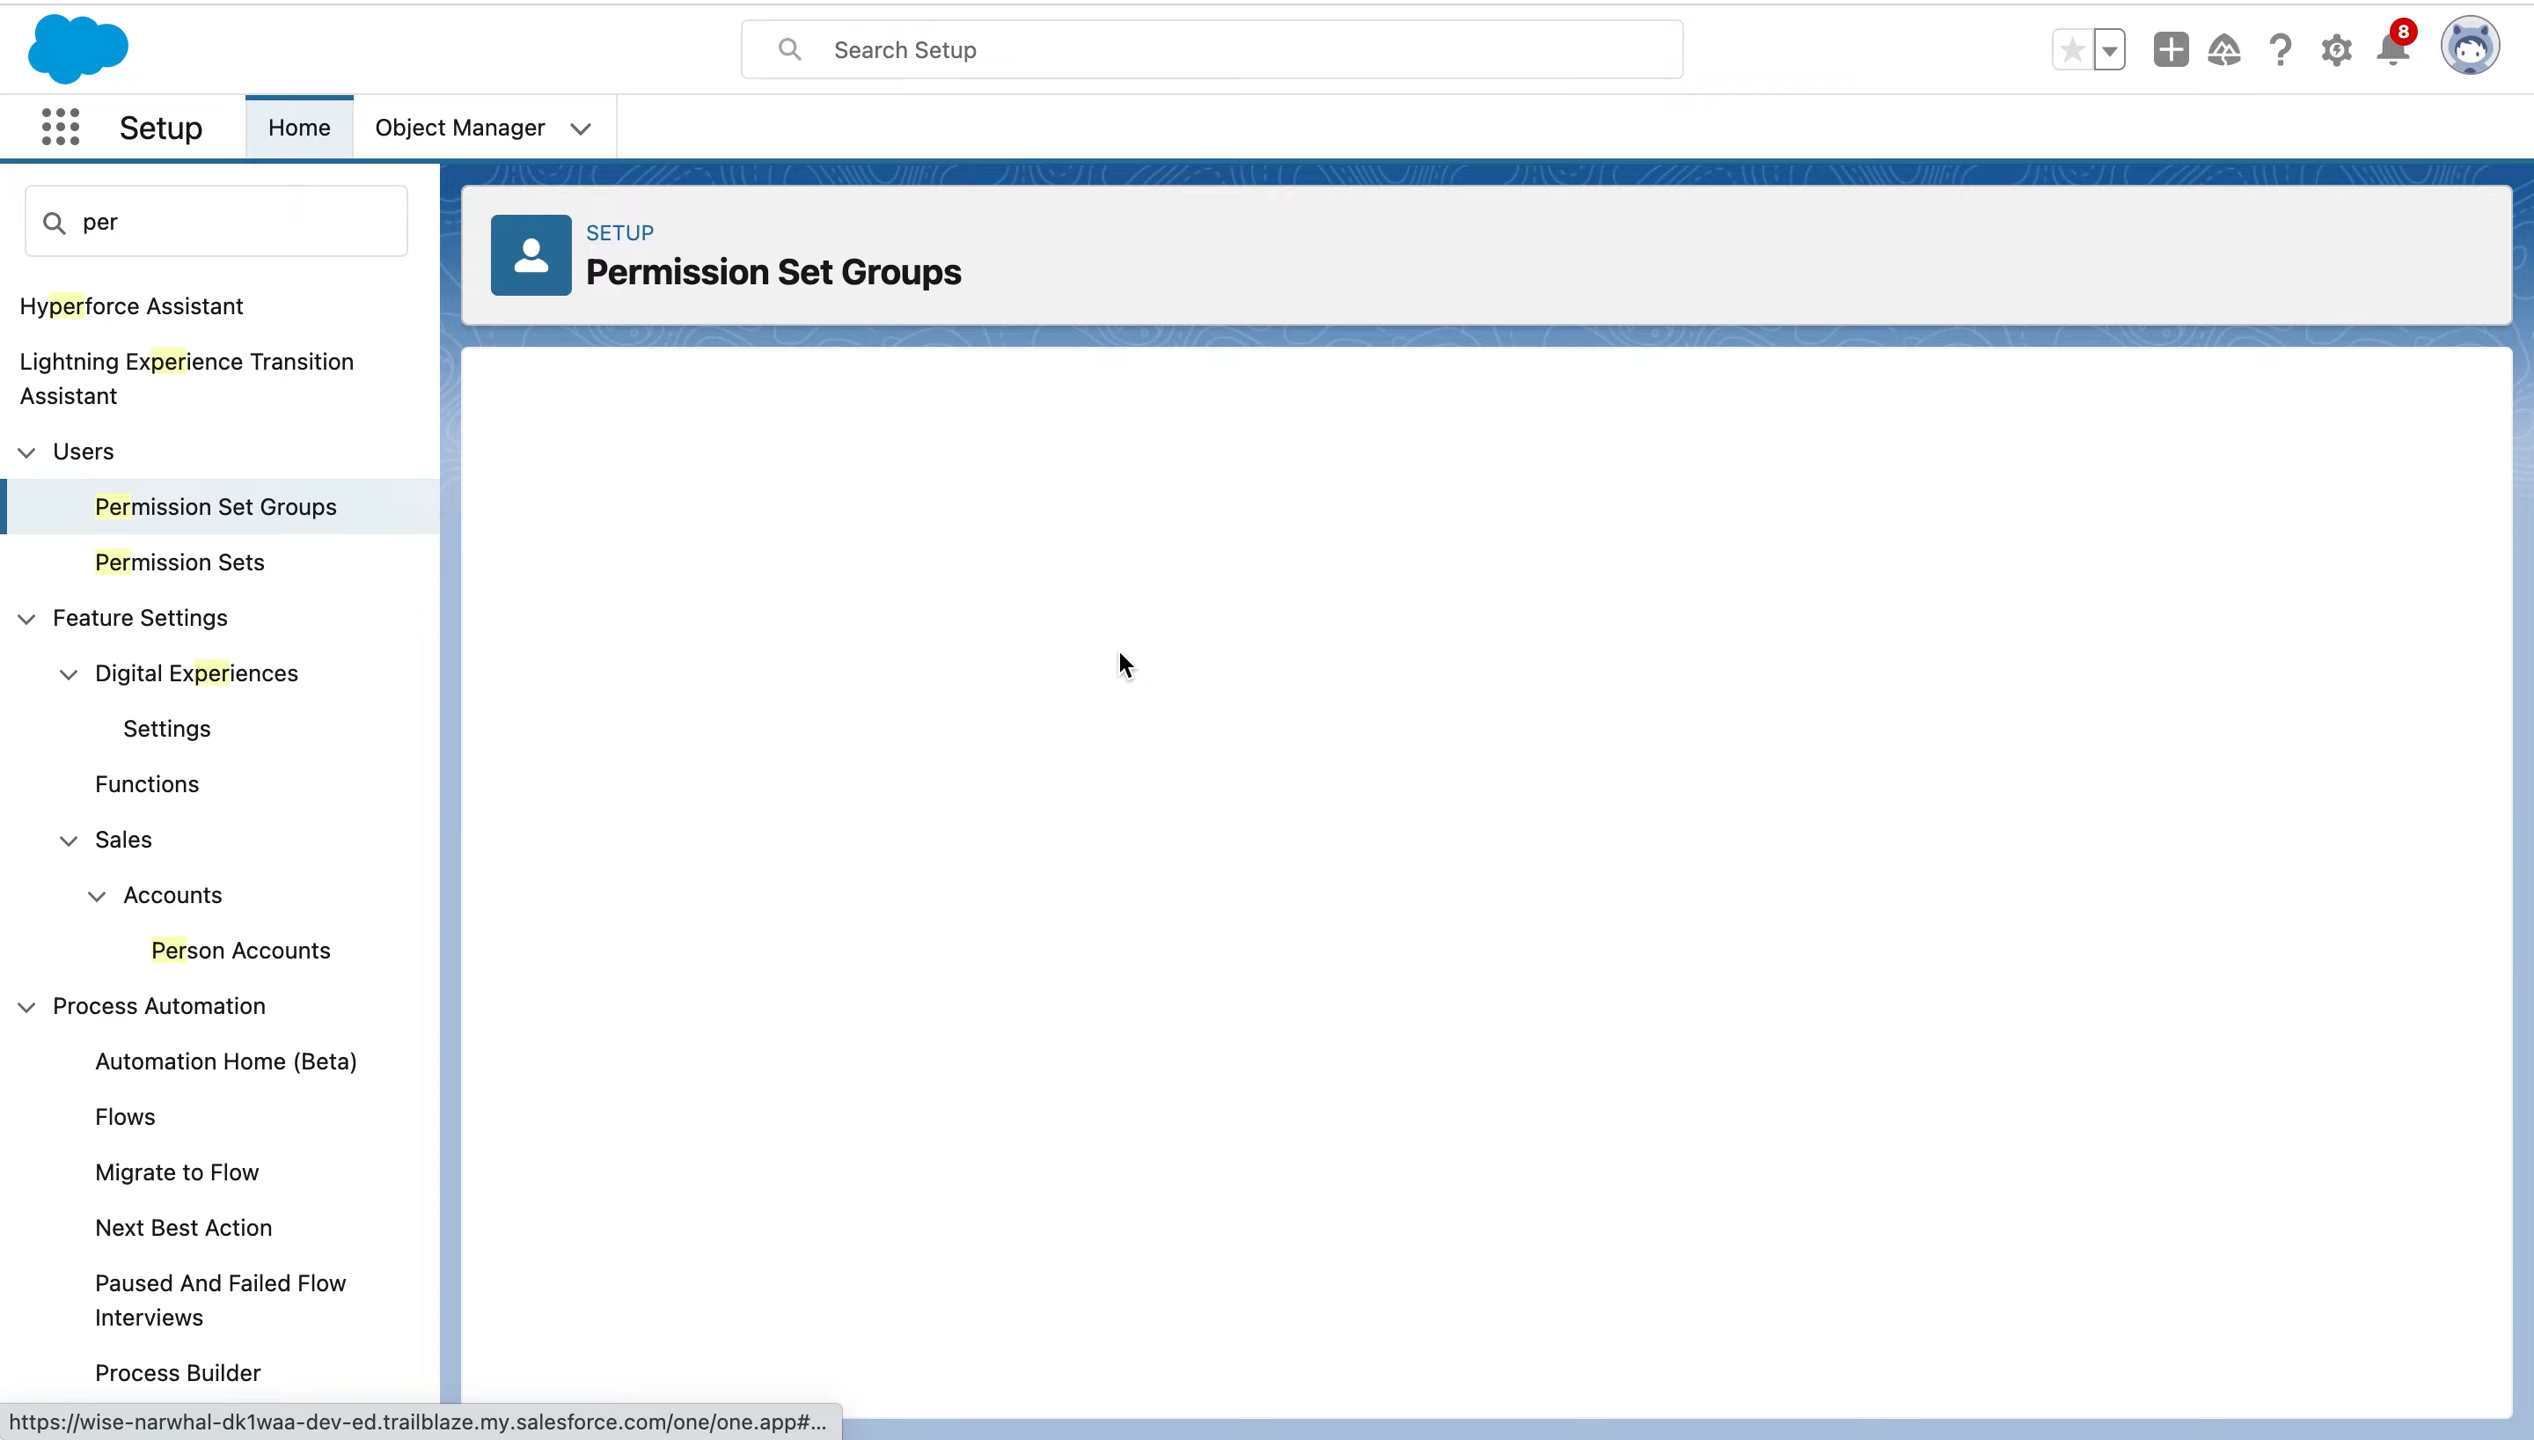 Search Setup
8
Setup
Home
Object Manager
per
Hyperforce Assistant
Lightning Experience Transition
Assistant
Users
Permission Set Groups
Permission Sets
Feature Settings
Digital Experiences
Settings
Functions
Sales
Accounts
Person Accounts
Process Automation
Automation Home (Beta)
Flows
Migrate to Flow
Next Best Action
Paused And Failed Flow
Interviews
Process Builder
SETUP
Permission Set Groups
https://wise-narwhal-dk1waa-dev-ed.trailblaze.my.salesforce.com/one/one.app#...